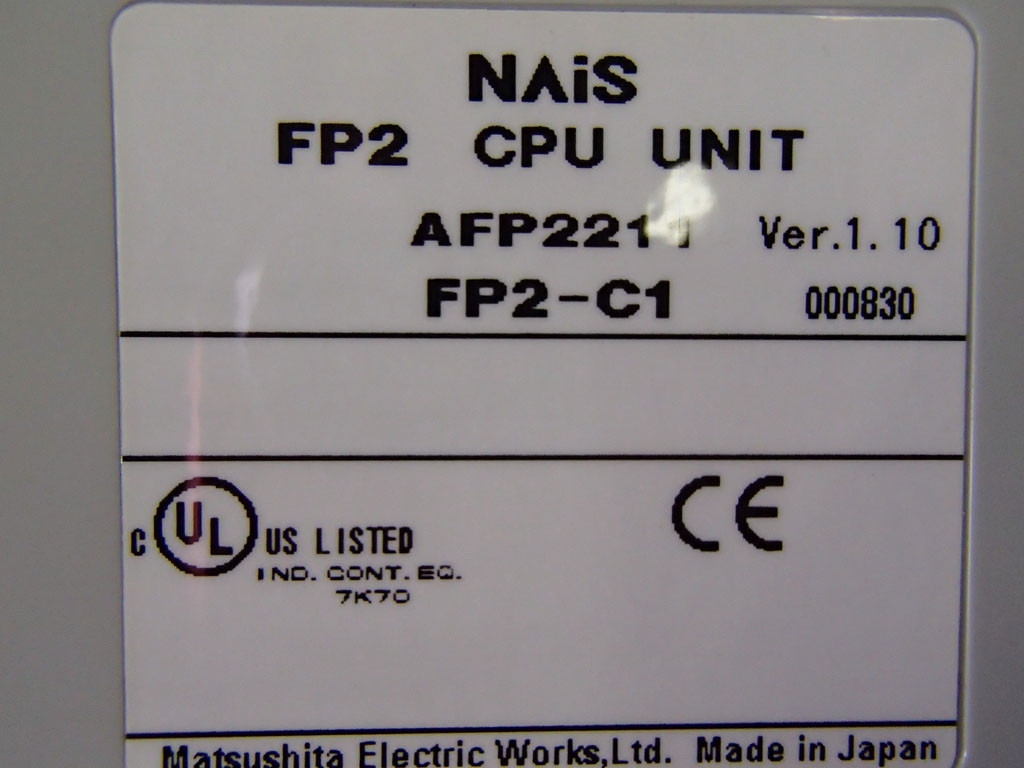 NAiS
FP2 CPU UNIT
AFP2211 Ver.1.10
FP2-C1 000830
C UL US LISTED
IND. CONT. EQ.
7K70
CE
Matsushita Electric Works,Ltd. Made in Japan